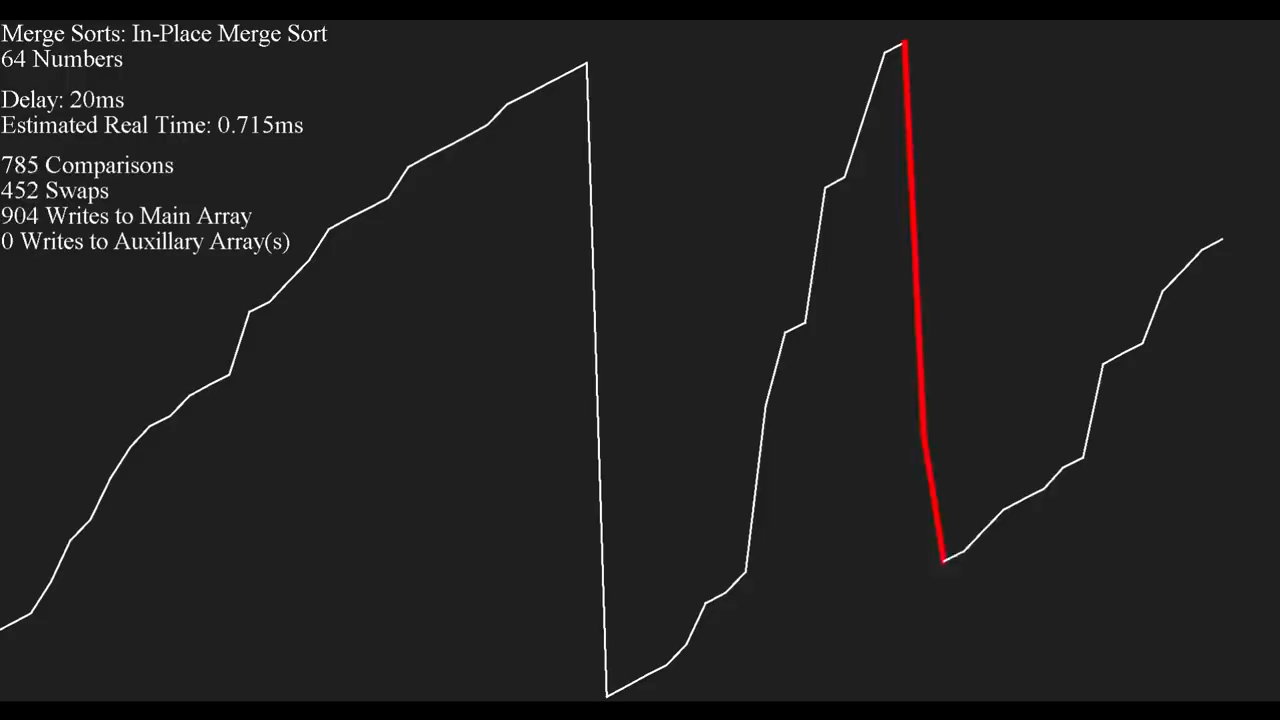 Merge Sorts: In-Place Merge Sort
64 Numbers
Delay: 20ms
Estimated Real Time: 0.715ms
785 Comparisons
452 Swaps
904 Writes to Main Array
0 Writes to Auxillary Array(s)